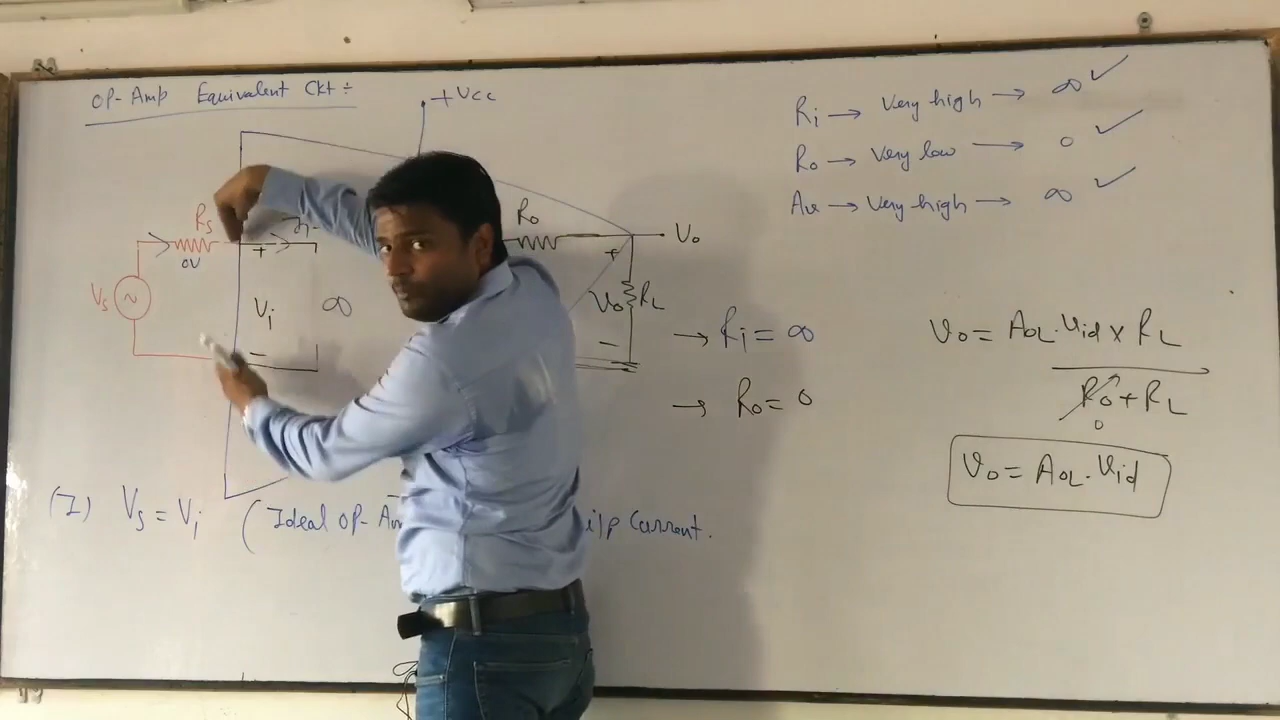 OP-Amp Equivalent Ckt ÷
+Vcc
Ri → Very high → ∞ ✓
Ro → Very low → 0 ✓
Av → Very high → ∞ ✓
Rs
0V
+
Ro
Vo
Vs
~
Vi
∞
-
+
Vo
RL
-
→ Ri = ∞
→ Ro = 0
Vo = AOL.Vid x RL
Ro + RL
0
Vo = AOL.Vid
(I) Vs = Vi ( Ideal OP-Am i/p Current.